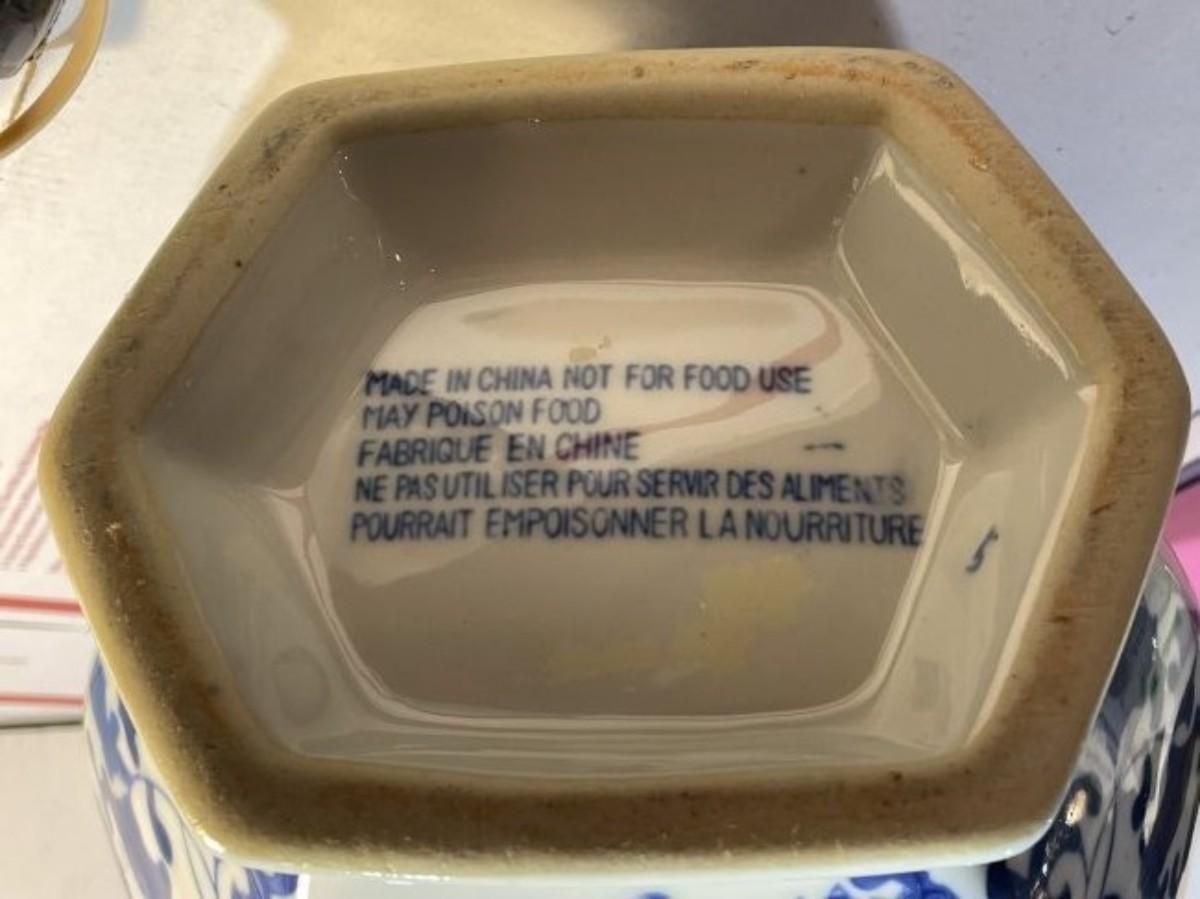 MADE IN CHINA NOT FOR FOOD USE
MAY POISON FOOD
FABRIQUE EN CHINE
NE PAS UTILISER POUR SERVIR DES ALIMENTS
POURRAIT EMPOISONNER LA NOURRITURE
5